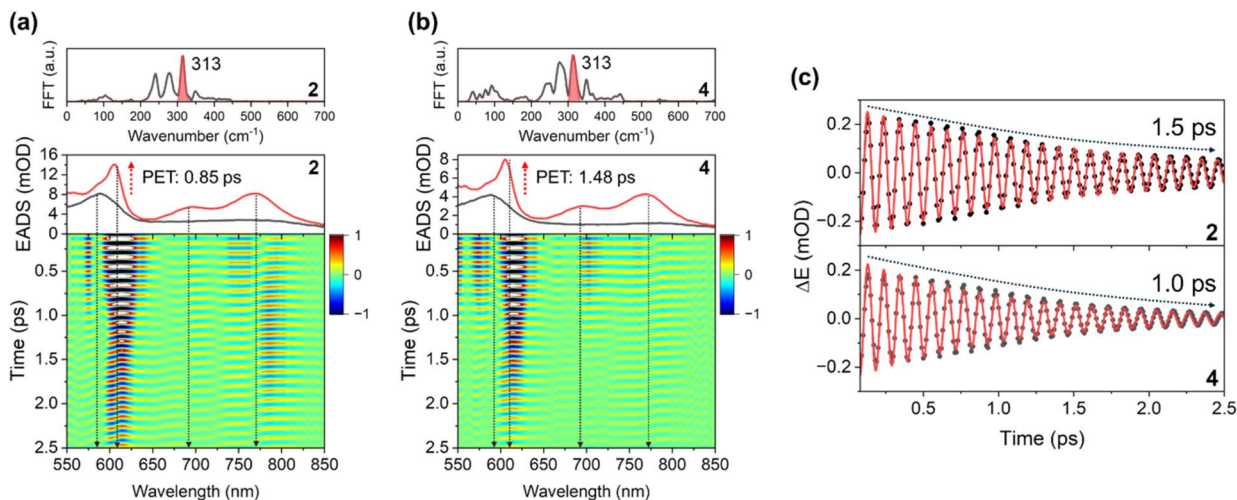 (a)
FFT (a.u.)
313
2
0 100 200 300 400 500 600 700
Wavenumber (cm⁻¹)
EADS (mOD)
16
12
8
4
0
2
PET: 0.85 ps
Time (ps)
0.5
1.0
1.5
2.0
2.5
1
0
−1
550 600 650 700 750 800 850
Wavelength (nm)
(b)
FFT (a.u.)
313
4
0 100 200 300 400 500 600 700
Wavenumber (cm⁻¹)
EADS (mOD)
8
6
4
2
0
4
PET: 1.48 ps
Time (ps)
0.5
1.0
1.5
2.0
2.5
1
0
−1
550 600 650 700 750 800 850
Wavelength (nm)
(c)
ΔE (mOD)
0.2
0.0
−0.2
1.5 ps
2
0.2
0.0
−0.2
1.0 ps
4
0.5 1.0 1.5 2.0 2.5
Time (ps)